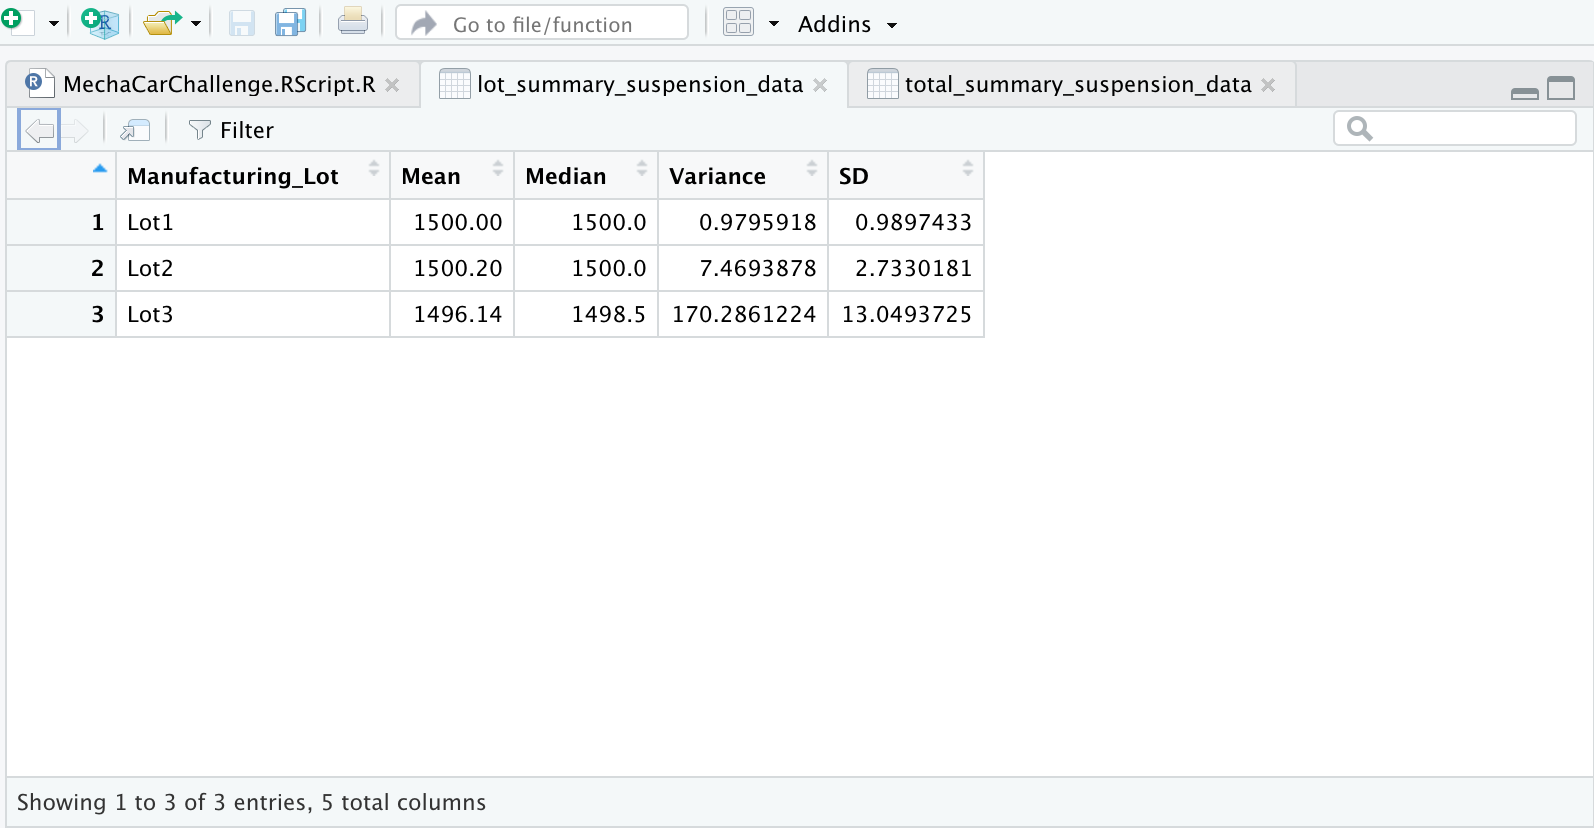 R
Go to file/function
Addins
R MechaCarChallenge.RScript.R lot_summary_suspension_data total_summary_suspension_data
Filter
Manufacturing_Lot Mean Median Variance SD
1 Lot1 1500.00 1500.0 0.9795918 0.9897433
2 Lot2 1500.20 1500.0 7.4693878 2.7330181
3 Lot3 1496.14 1498.5 170.2861224 13.0493725
Showing 1 to 3 of 3 entries, 5 total columns